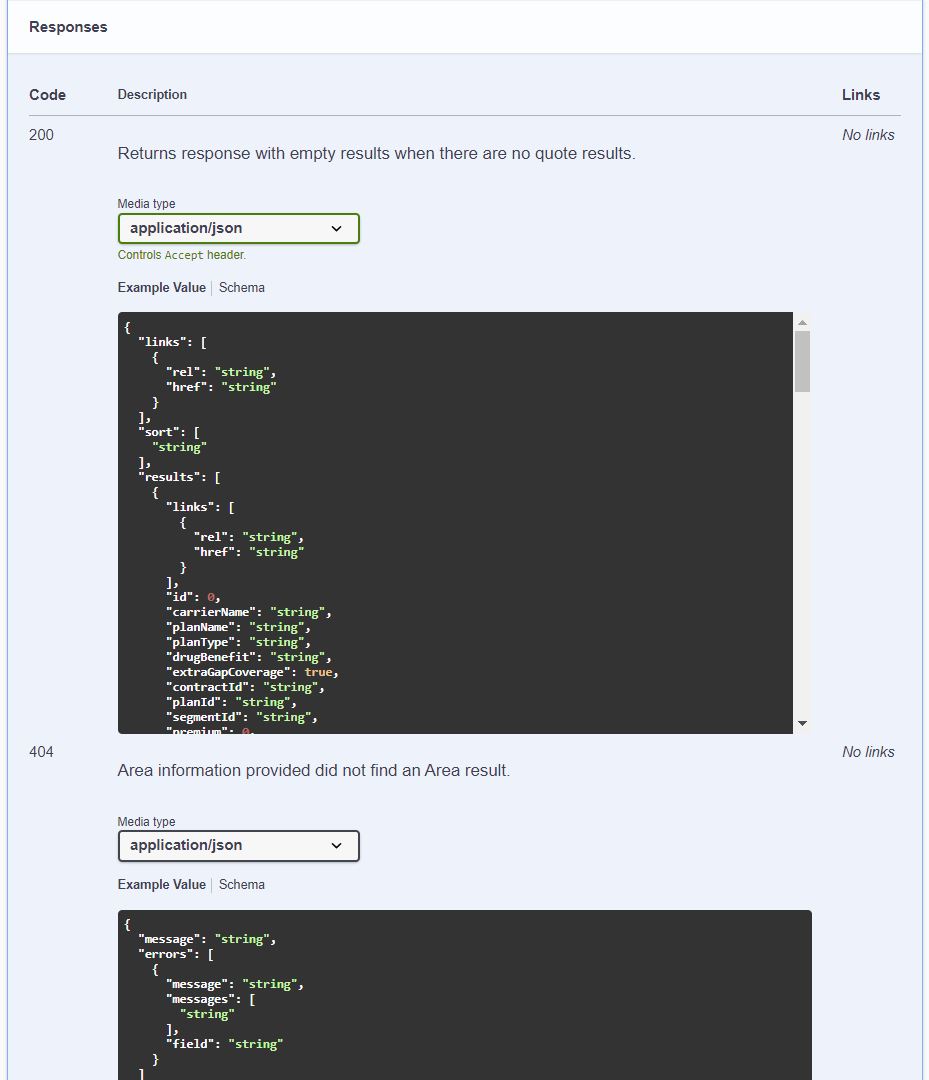 Responses
Code Description Links
200 No links
Returns response with empty results when there are no quote results.
Media type
application/json
Controls Accept header.
Example Value | Schema
{
  "links": [
    {
      "rel": "string",
      "href": "string"
    }
  ],
  "sort": [
    "string"
  ],
  "results": [
    {
      "links": [
        {
          "rel": "string",
          "href": "string"
        }
      ],
      "id": 0,
      "carrierName": "string",
      "planName": "string",
      "planType": "string",
      "drugBenefit": "string",
      "extraGapCoverage": true,
      "contractId": "string",
      "planId": "string",
      "segmentId": "string",
      "premium": 0,
404 No links
Area information provided did not find an Area result.
Media type
application/json
Example Value | Schema
{
  "message": "string",
  "errors": [
    {
      "message": "string",
      "messages": [
        "string"
      ],
      "field": "string"
    }
  ]